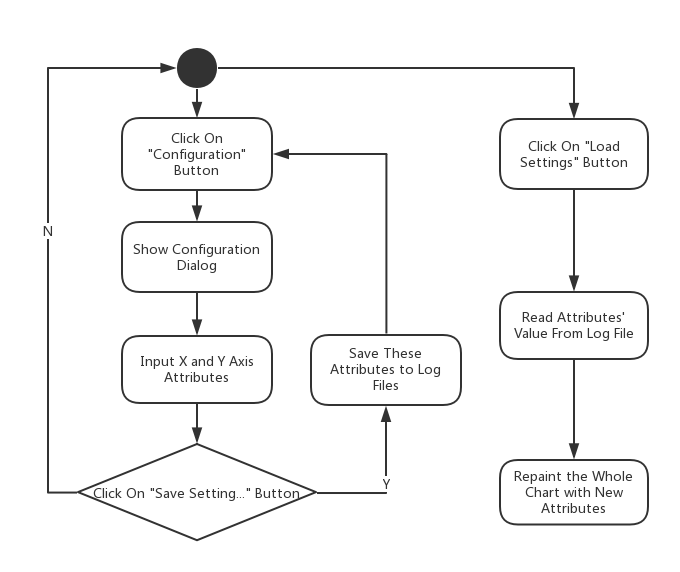 Click On
"Configuration"
Button
Click On "Load
Settings" Button
N
Show Configuration
Dialog
Read Attributes'
Value From Log File
Input X and Y Axis
Attributes
Save These
Attributes to Log
Files
Click On "Save Setting..." Button
Y
Repaint the Whole
Chart with New
Attributes